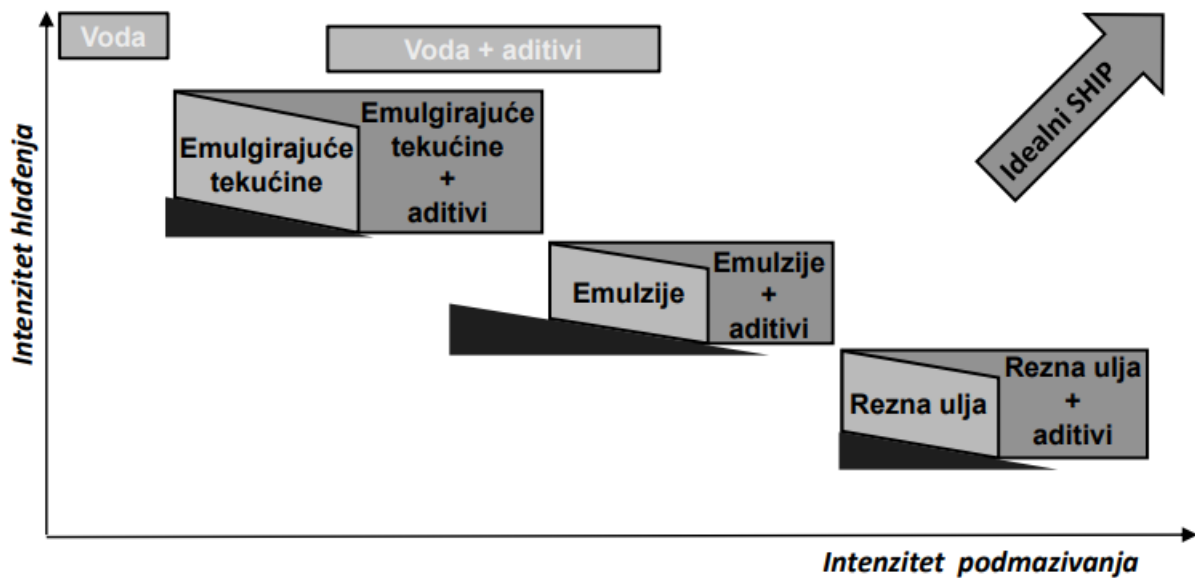 Voda
Voda + aditivi
Idealni SHIP
Intenzitet hlađenja
Emulgirajuće
tekućine
Emulgirajuće
tekućine
+
aditivi
Emulzije
Emulzije
+
aditivi
Rezna ulja
Rezna ulja
+
aditivi
Intenzitet podmazivanja